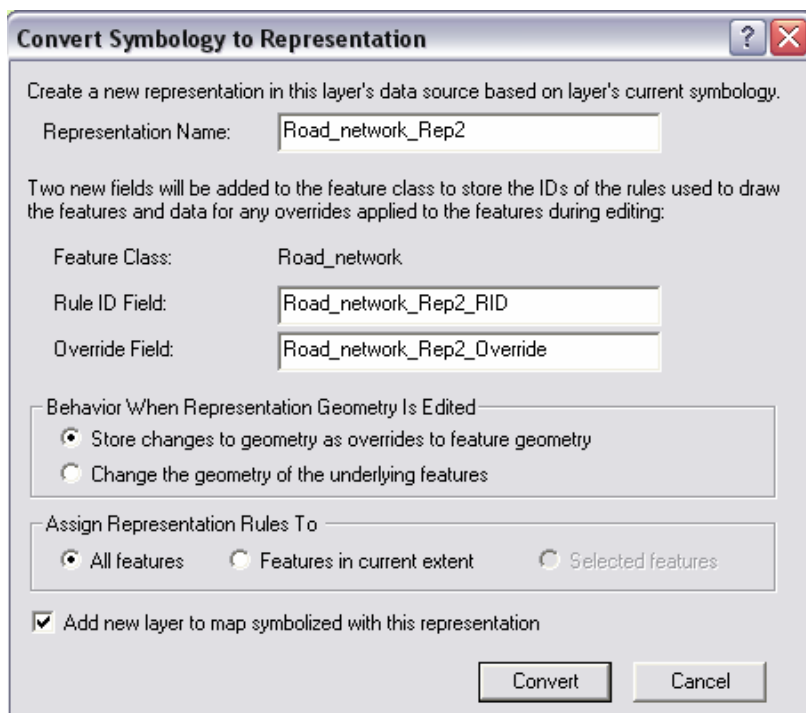 Convert Symbology to Representation ?
Create a new representation in this layer's data source based on layer's current symbology.
Representation Name: Road_network_Rep2
Two new fields will be added to the feature class to store the IDs of the rules used to draw
the features and data for any overrides applied to the features during editing:
Feature Class: Road_network
Rule ID Field: Road_network_Rep2_RID
Override Field: Road_network_Rep2_Override
Behavior When Representation Geometry Is Edited
Store changes to geometry as overrides to feature geometry
Change the geometry of the underlying features
Assign Representation Rules To
All features Features in current extent Selected features
Add new layer to map symbolized with this representation
Convert Cancel